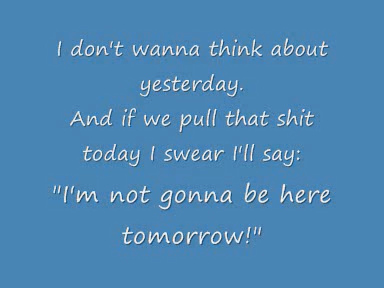 I don't wanna think about
yesterday.
And if we pull that shit
today I swear I'll say:
"I'm not gonna be here
tomorrow!"